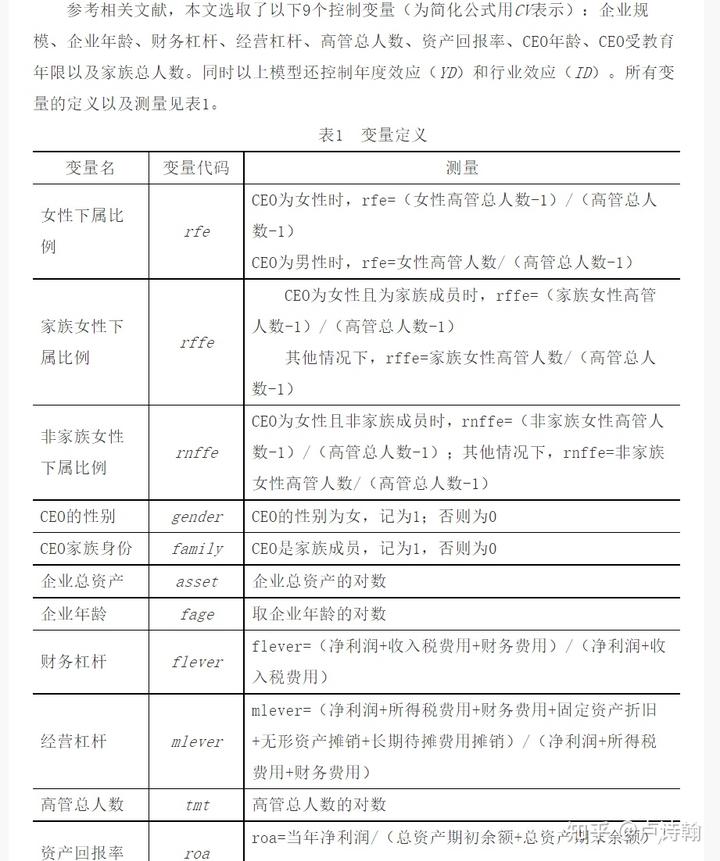 参考相关文献，本文选取了以下9个控制变量（为简化公式用CV表示）：企业规
模、企业年龄、财务杠杆、经营杠杆、高管总人数、资产回报率、CEO年龄、CEO受教育
年限以及家族总人数。同时以上模型还控制年度效应（YD）和行业效应（ID）。所有变
量的定义以及测量见表1。
表1 变量定义
变量名 变量代码 测量
女性下属比
例
rfe
CEO为女性时，rfe=（女性高管总人数-1）/（高管总人
数-1）
CEO为男性时，rfe=女性高管人数/（高管总人数-1）
家族女性下
属比例
rffe
CEO为女性且为家族成员时，rffe=（家族女性高管
人数-1）/（高管总人数-1）
其他情况下，rffe=家族女性高管人数/（高管总人
数-1）
非家族女性
下属比例
rnffe
CEO为女性且非家族成员时，rnffe=（非家族女性高管人
数-1）/（高管总人数-1）；其他情况下，rnffe=非家族
女性高管人数/（高管总人数-1）
CEO的性别 gender CEO的性别为女，记为1；否则为0
CEO家族身份 family CEO是家族成员，记为1，否则为0
企业总资产 asset 企业总资产的对数
企业年龄 fage 取企业年龄的对数
财务杠杆
flever
flever=（净利润+收入税费用+财务费用）/（净利润+收
入税费用）
经营杠杆
mlever
mlever=（净利润+所得税费用+财务费用+固定资产折旧
+无形资产摊销+长期待摊费用摊销）/（净利润+所得税
费用+财务费用）
高管总人数 tmt 高管总人数的对数
资产回报率 roa
roa=当年净利润/（总资产期初余额+总资产期末余额）
知乎 @卢诗翰